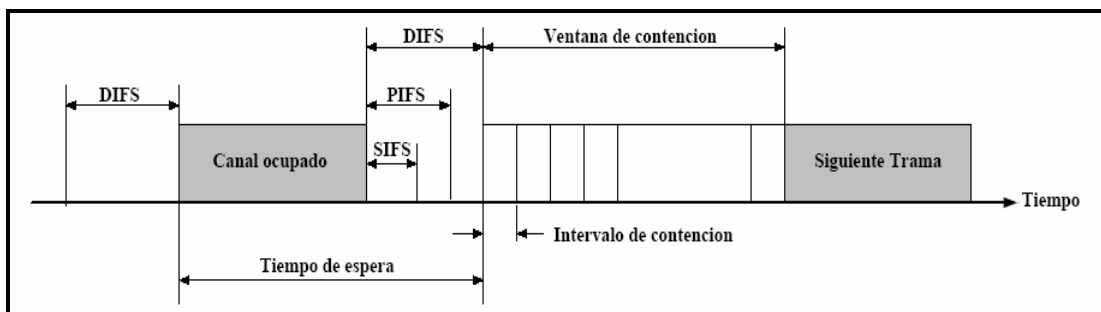 DIFS
Ventana de contencion
DIFS
PIFS
Canal ocupado
SIFS
Siguiente Trama
Tiempo
Intervalo de contencion
Tiempo de espera